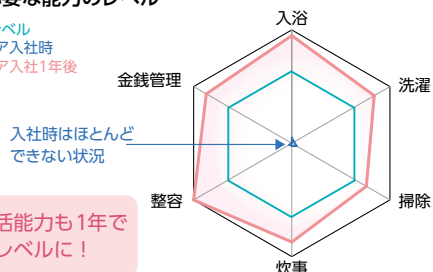 要な能力のレベル
ベル
ア入社時
ア入社1年後
入浴
金銭管理
洗濯
入社時はほとんど
できない状況
整容
掃除
活能力も1年で
レベルに！
炊事